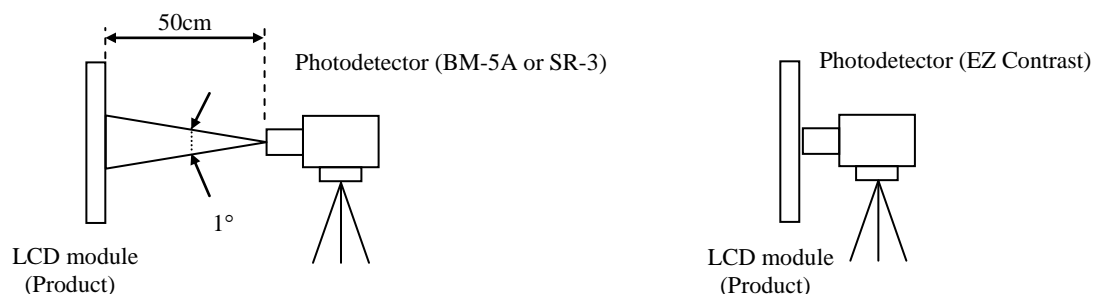 50cm
Photodetector (BM-5A or SR-3)
1°
LCD module
(Product)
Photodetector (EZ Contrast)
LCD module
(Product)